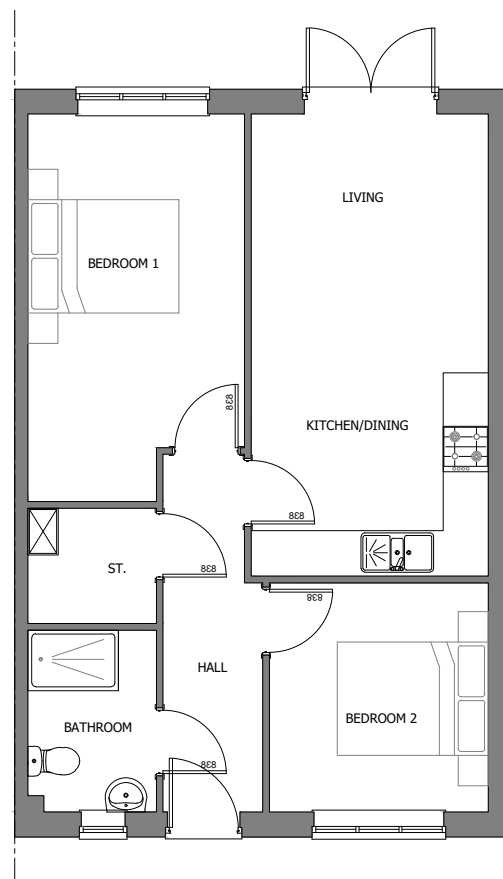 LIVING
BEDROOM 1
838
KITCHEN/DINING
838
ST.
838
838
HALL
BEDROOM 2
BATHROOM
838